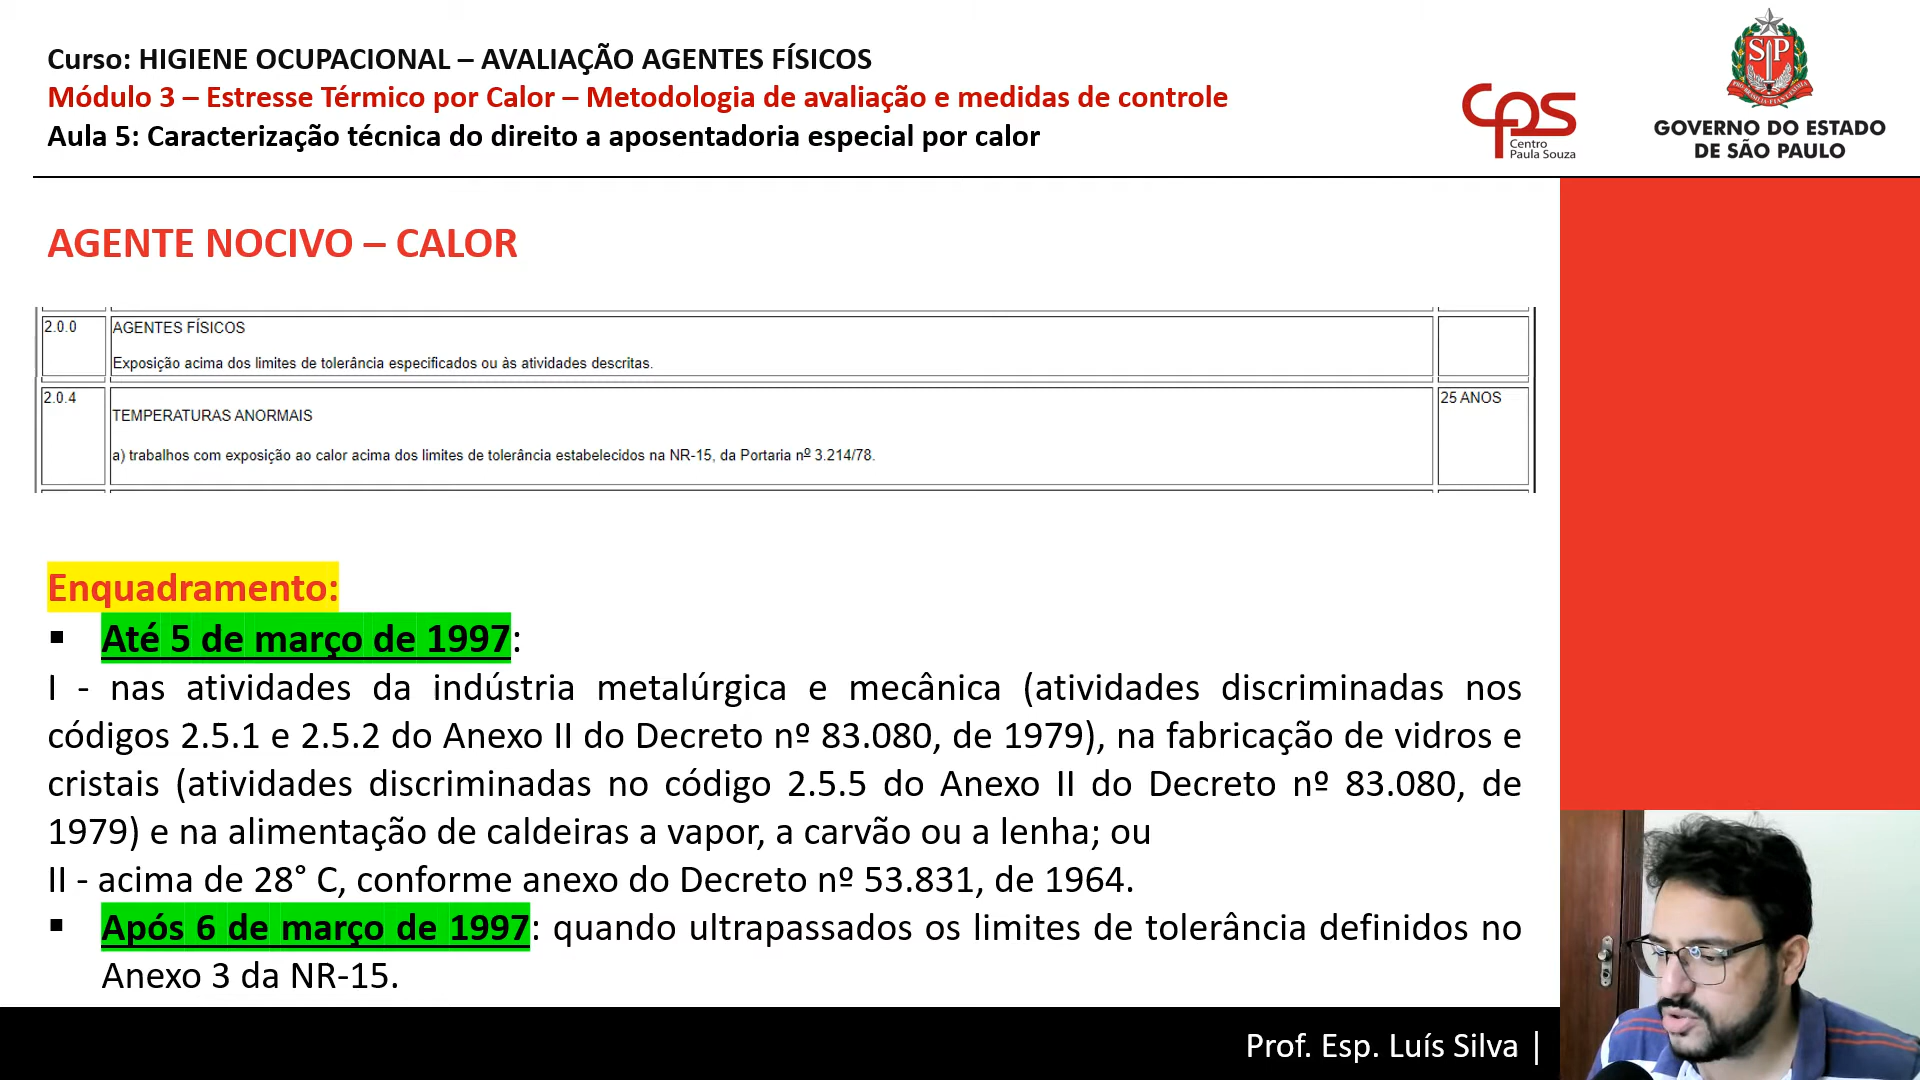 Curso: HIGIENE OCUPACIONAL – AVALIAÇÃO AGENTES FÍSICOS
Módulo 3 – Estresse Térmico por Calor – Metodologia de avaliação e medidas de controle
Aula 5: Caracterização técnica do direito a aposentadoria especial por calor
cps
Centro
Paula Souza
SP
GOVERNO DO ESTADO
DE SÃO PAULO
AGENTE NOCIVO – CALOR
2.0.0 AGENTES FÍSICOS
Exposição acima dos limites de tolerância especificados ou às atividades descritas.
2.0.4 25 ANOS
TEMPERATURAS ANORMAIS
a) trabalhos com exposição ao calor acima dos limites de tolerância estabelecidos na NR-15, da Portaria nº 3.214/78.
Enquadramento:
▪ Até 5 de março de 1997:
I - nas atividades da indústria metalúrgica e mecânica (atividades discriminadas nos
códigos 2.5.1 e 2.5.2 do Anexo II do Decreto nº 83.080, de 1979), na fabricação de vidros e
cristais (atividades discriminadas no código 2.5.5 do Anexo II do Decreto nº 83.080, de
1979) e na alimentação de caldeiras a vapor, a carvão ou a lenha; ou
II - acima de 28° C, conforme anexo do Decreto nº 53.831, de 1964.
▪ Após 6 de março de 1997: quando ultrapassados os limites de tolerância definidos no
Anexo 3 da NR-15.
Prof. Esp. Luís Silva |